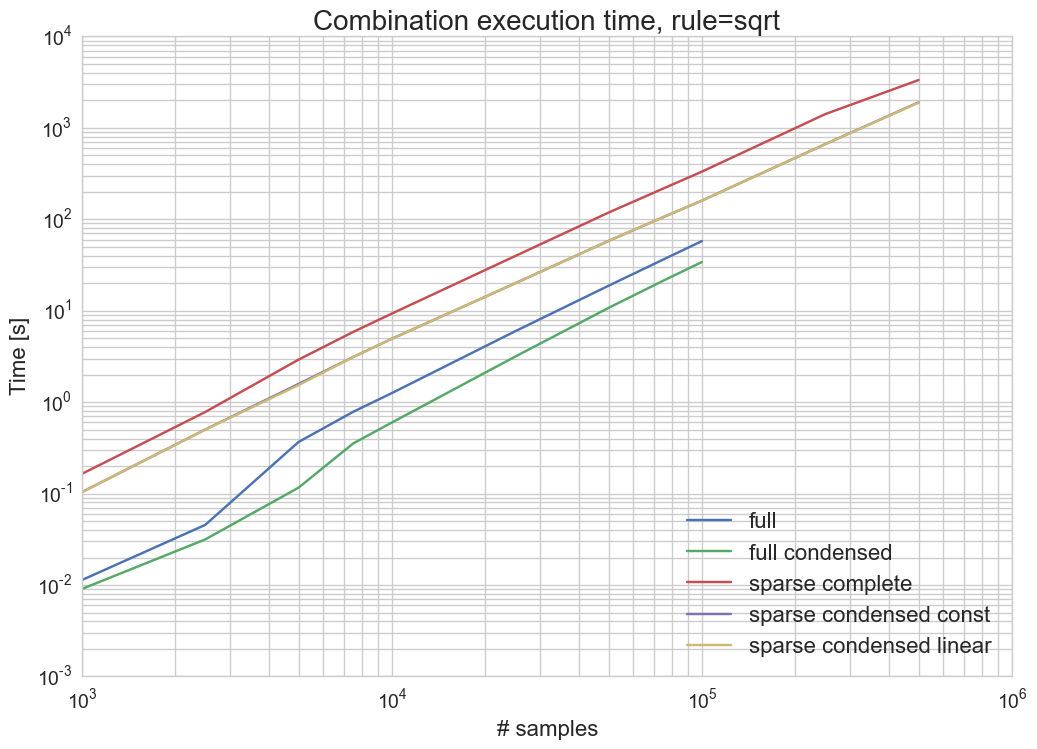 Combination execution time, rule=sqrt
10^4
10^3
10^2
10^1
10^0
10^-1
10^-2
10^-3
Time [s]
full
full condensed
sparse complete
sparse condensed const
sparse condensed linear
10^3 10^4 10^5 10^6
# samples